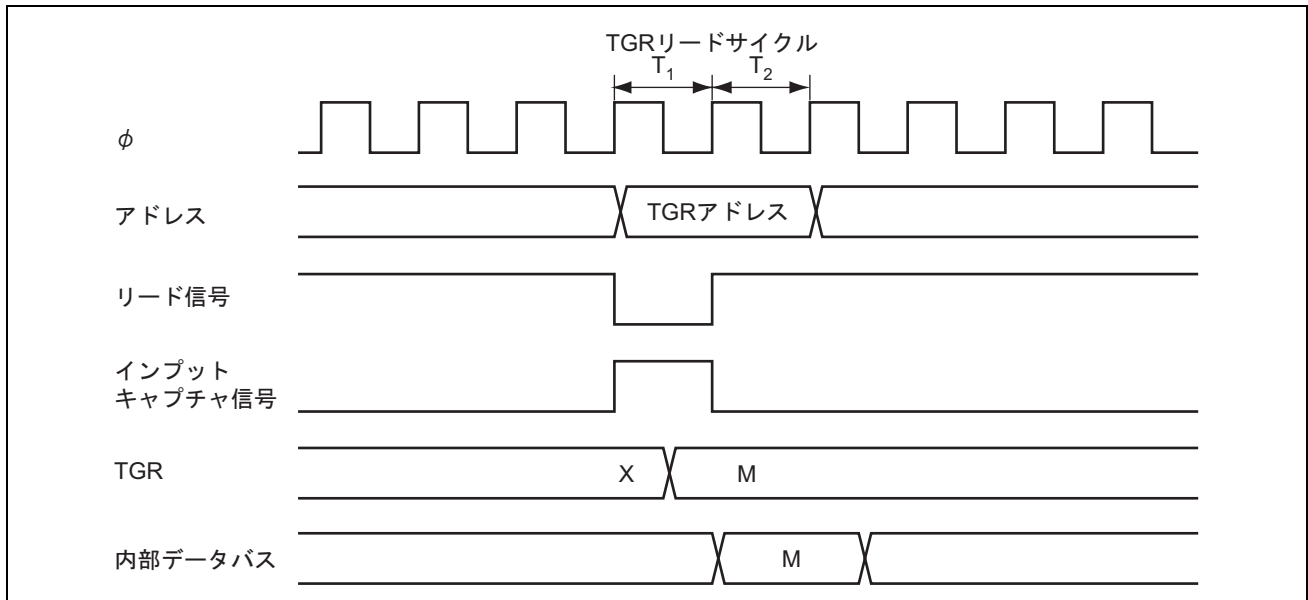 TGRリードサイクル
T1 T2
φ
アドレス TGRアドレス
リード信号
インプット
キャプチャ信号
TGR X M
内部データバス M